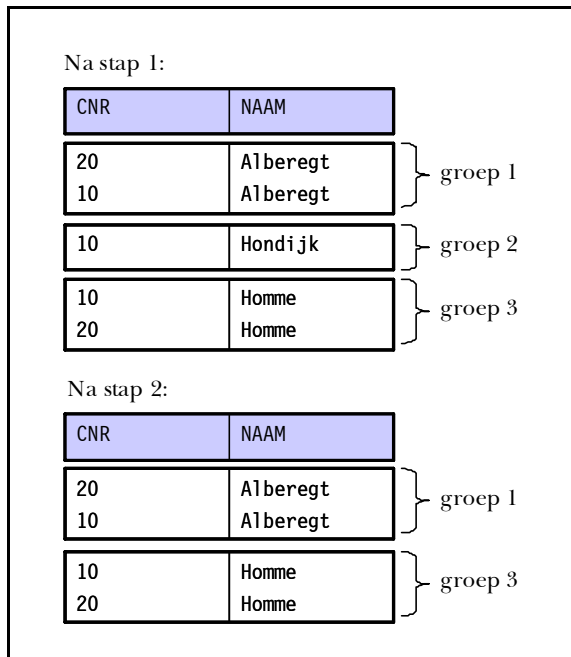 Na stap 1:
CNR NAAM
20 Alberegt
10 Alberegt
groep 1
10 Hondijk
groep 2
10 Homme
20 Homme
groep 3
Na stap 2:
CNR NAAM
20 Alberegt
10 Alberegt
groep 1
10 Homme
20 Homme
groep 3